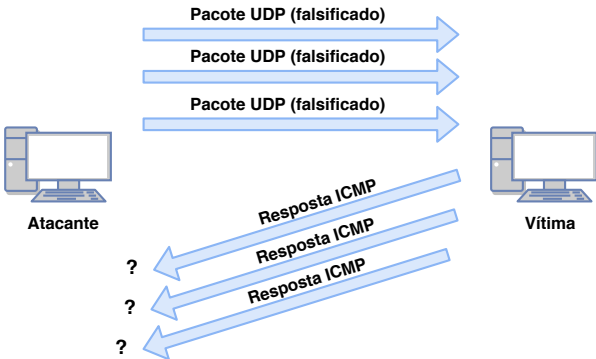 Pacote UDP (falsificado)
Pacote UDP (falsificado)
Pacote UDP (falsificado)
Atacante
Vítima
Resposta ICMP
Resposta ICMP
Resposta ICMP
?
?
?